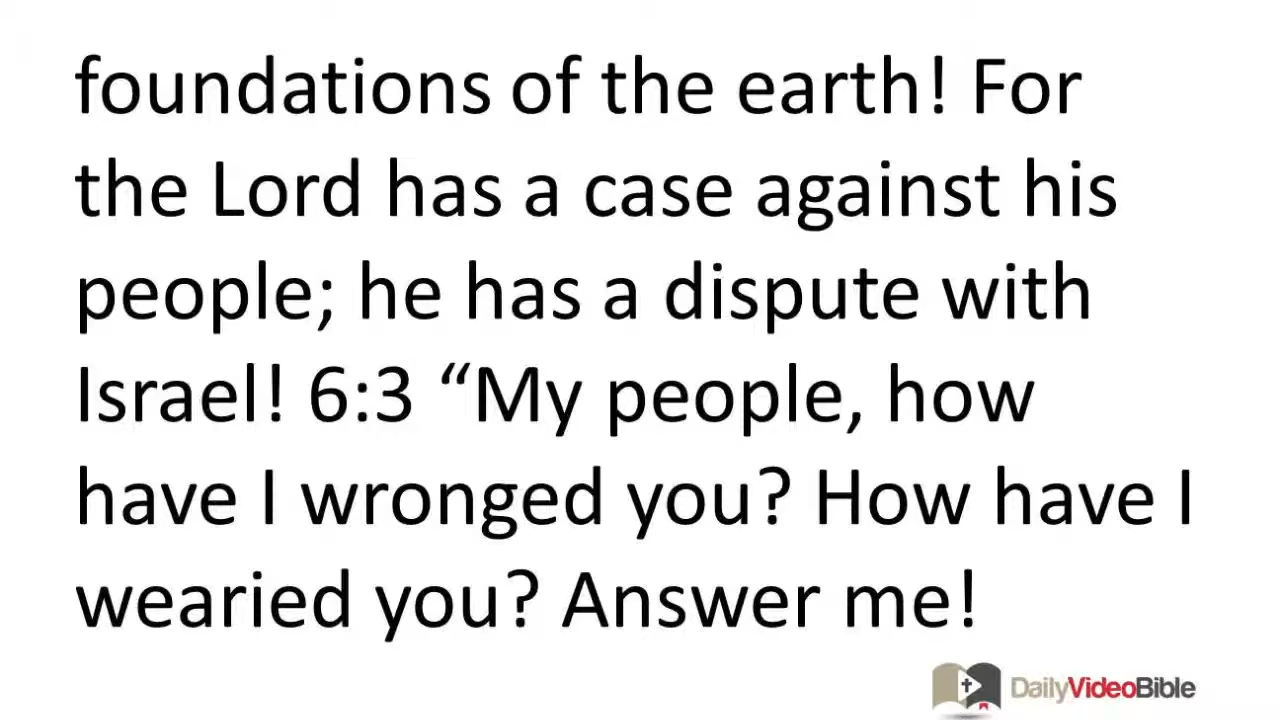 foundations of the earth! For
the Lord has a case against his
people; he has a dispute with
Israel! 6:3 “My people, how
have I wronged you? How have I
wearied you? Answer me!
DailyVideoBible